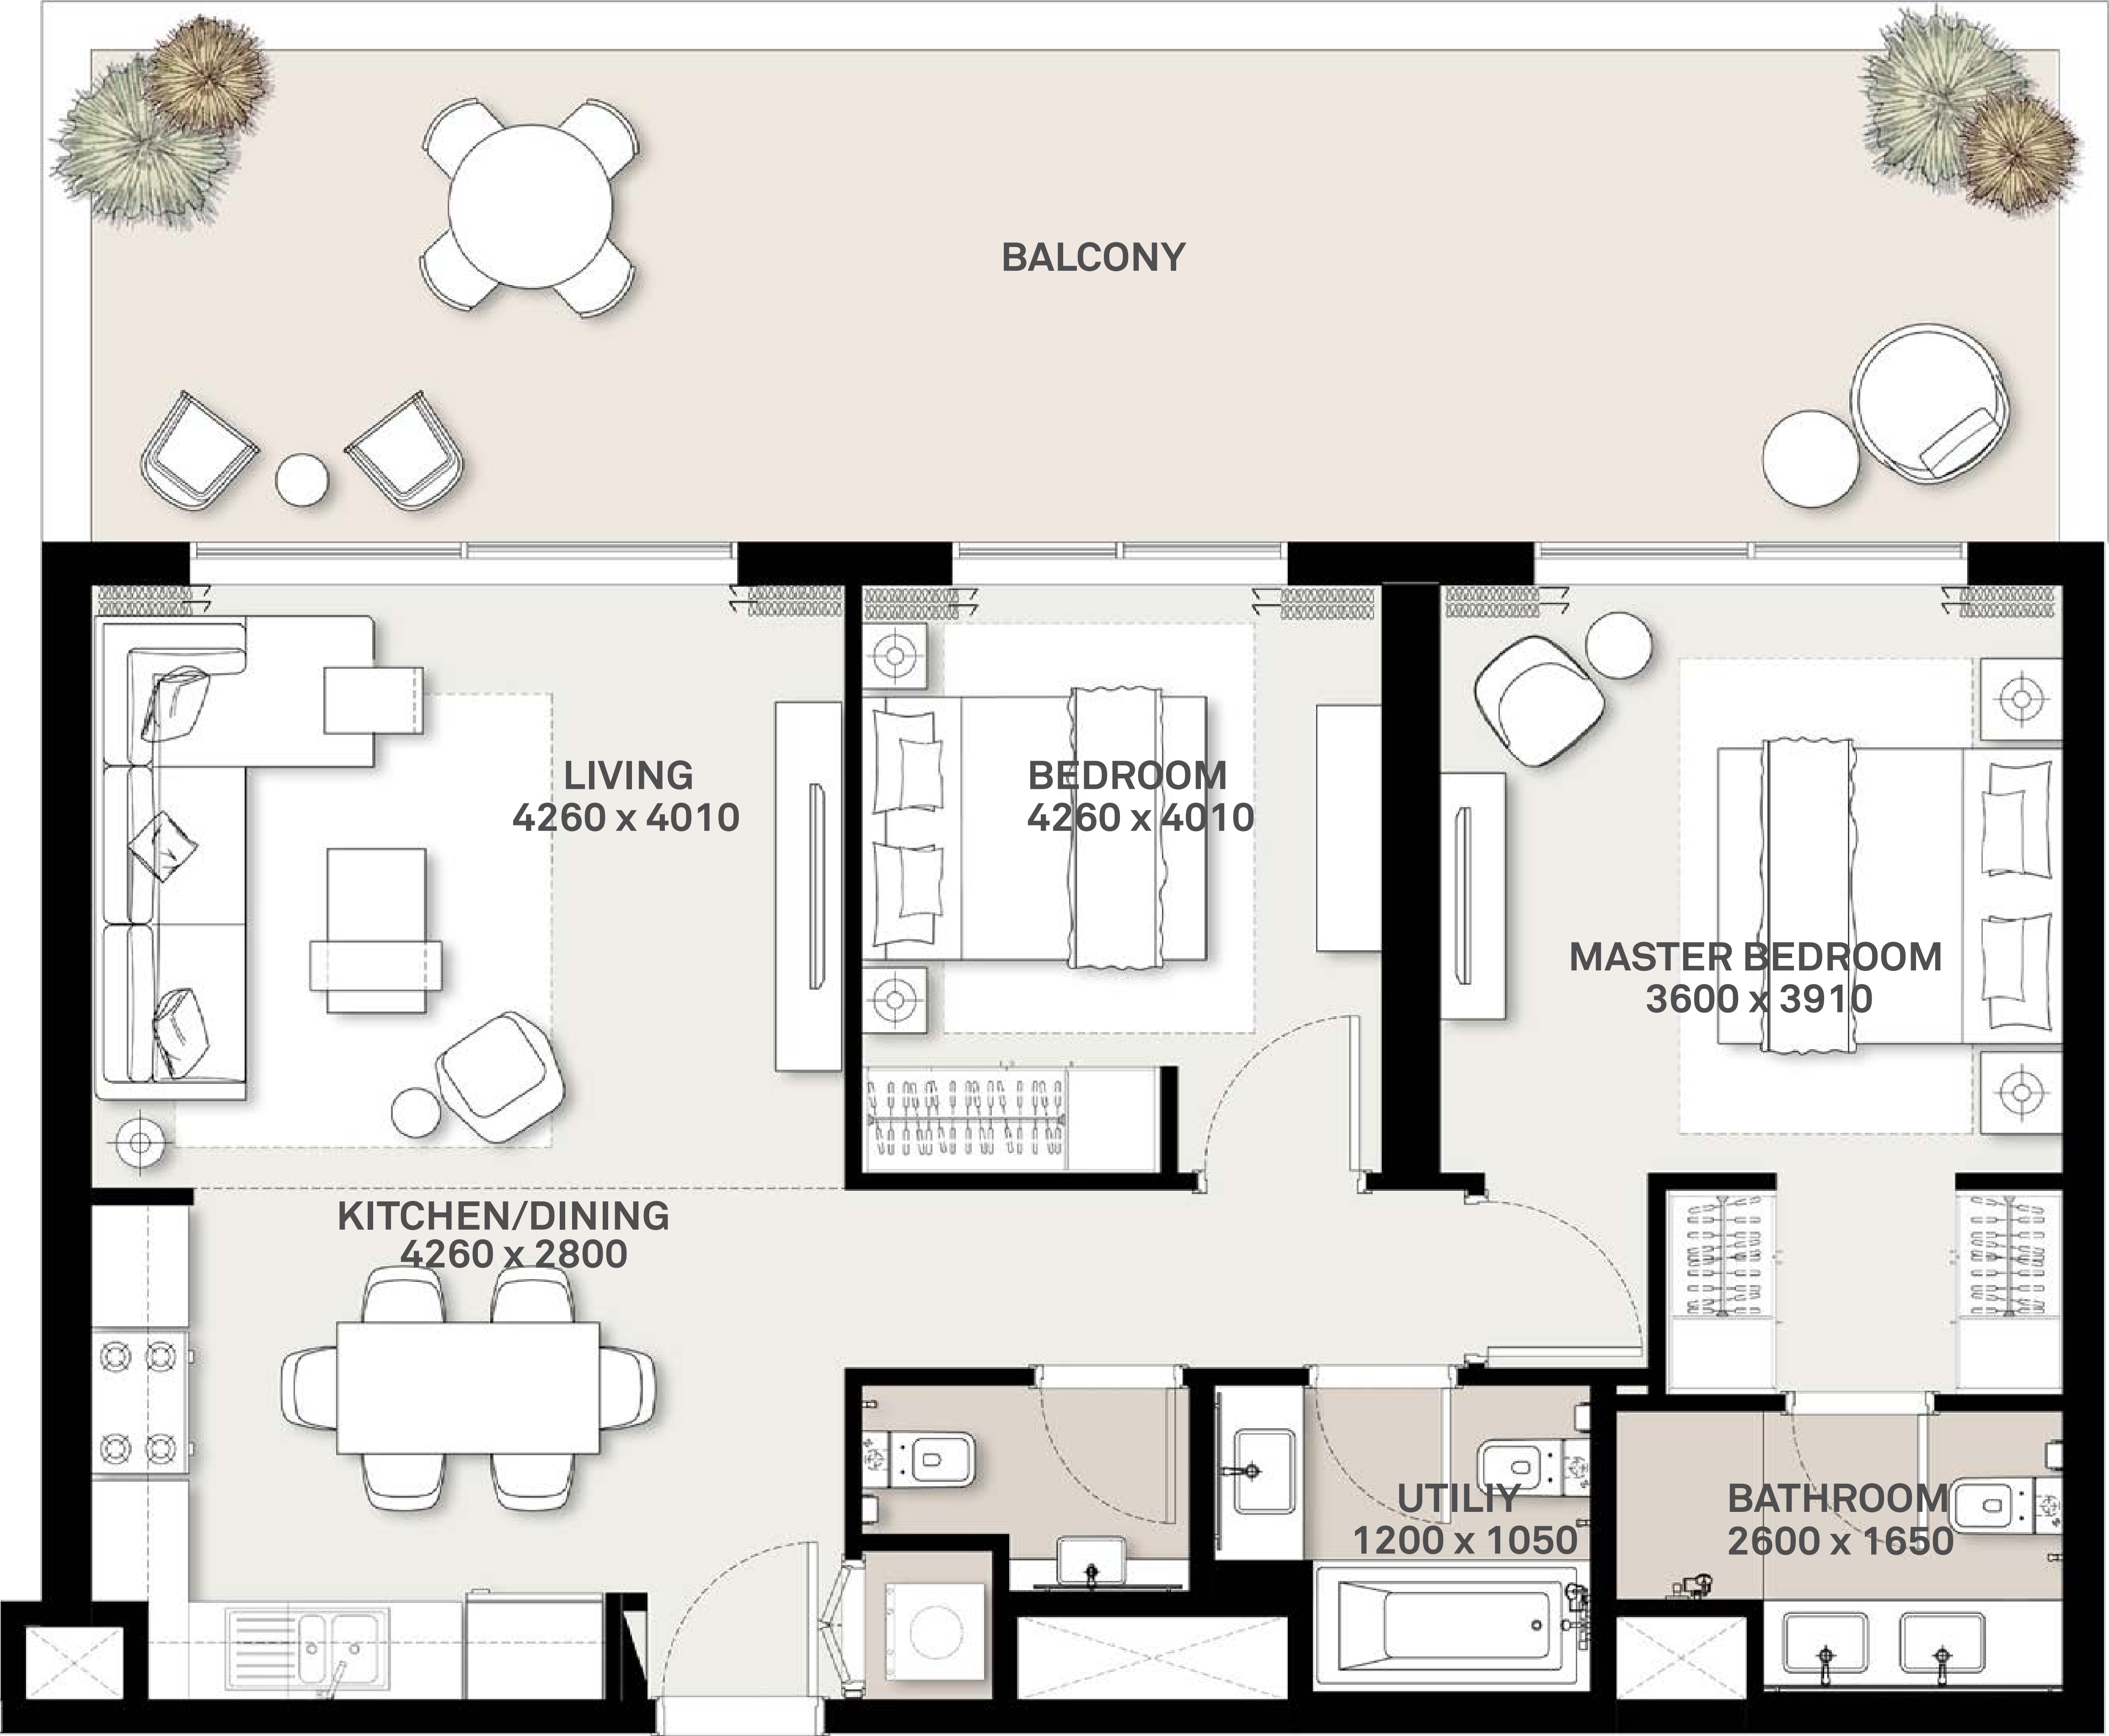 BALCONY
LIVING
4260 x 4010
BEDROOM
4260 x 4010
MASTER BEDROOM
3600 x 3910
KITCHEN/DINING
4260 x 2800
UTILIY
1200 x 1050
BATHROOM
2600 x 1650